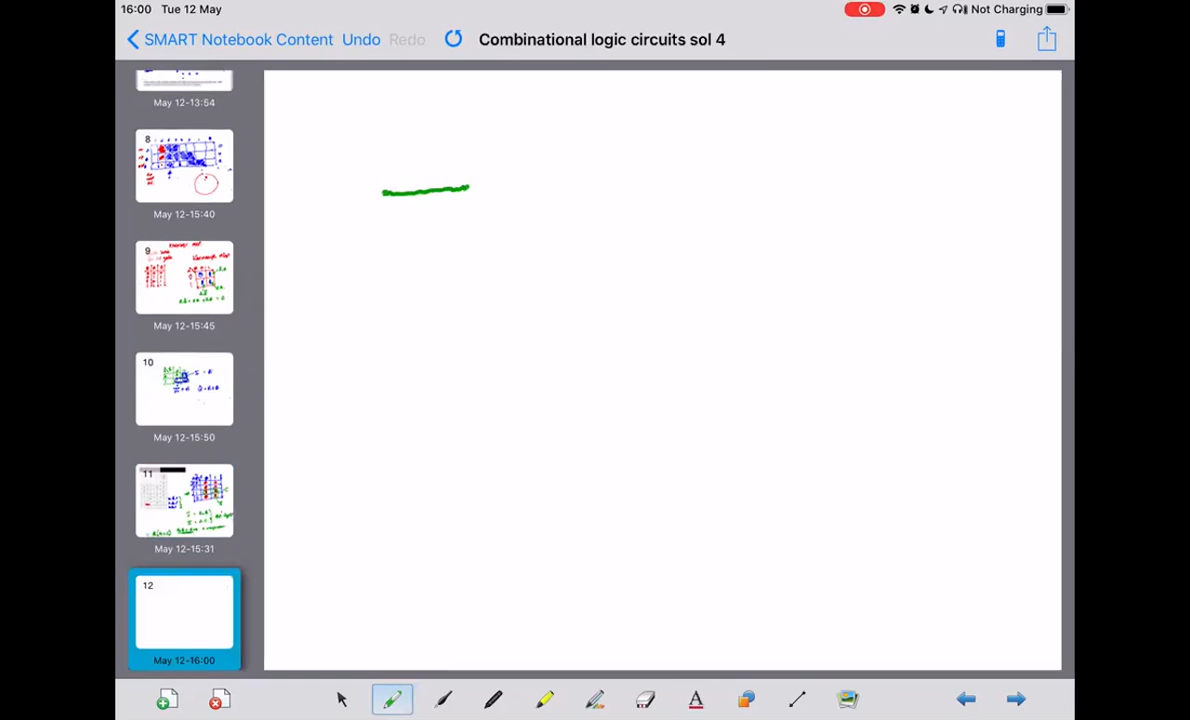 16:00 Tue 12 May
Not Charging
SMART Notebook Content Undo Redo
Combinational logic circuits sol 4
May 12-13:54
8
May 12-15:40
9
May 12-15:45
10
May 12-15:50
11
May 12-15:31
12
May 12-16:00
A